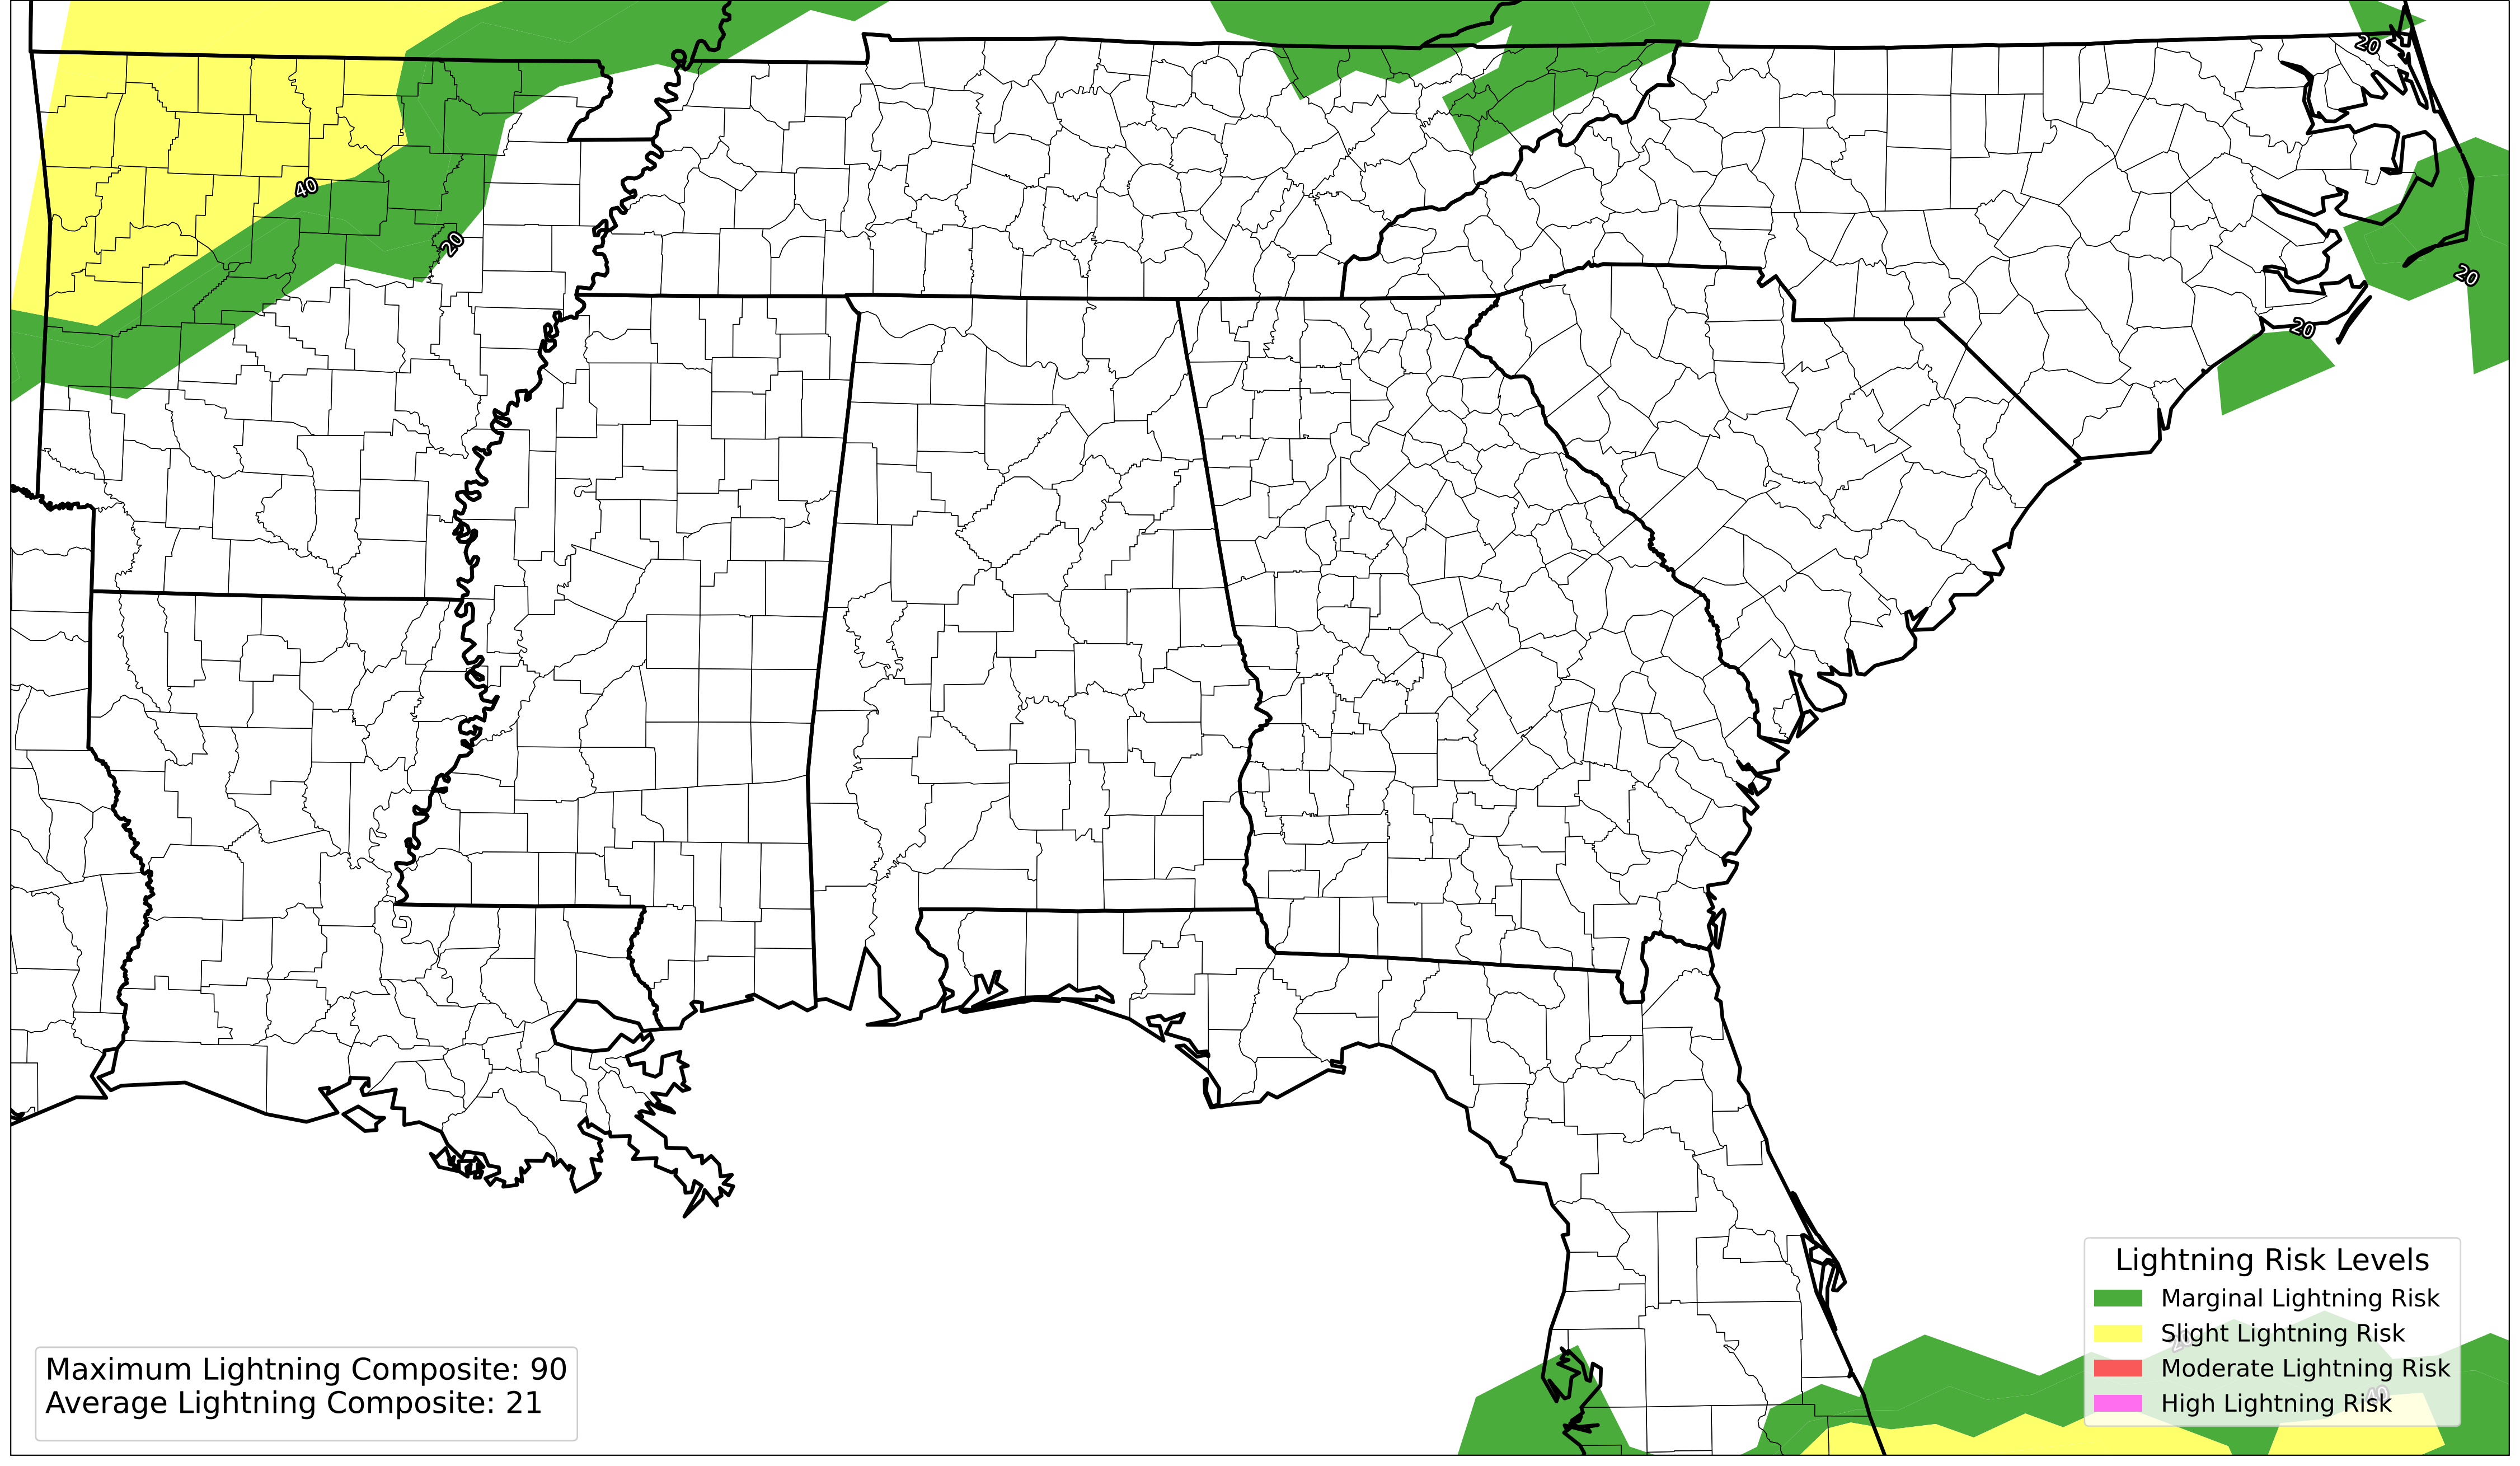 20
40
20
20
20
Lightning Risk Levels
Marginal Lightning Risk
Slight Lightning Risk
Moderate Lightning Risk
High Lightning Risk
20
40
Maximum Lightning Composite: 90
Average Lightning Composite: 21